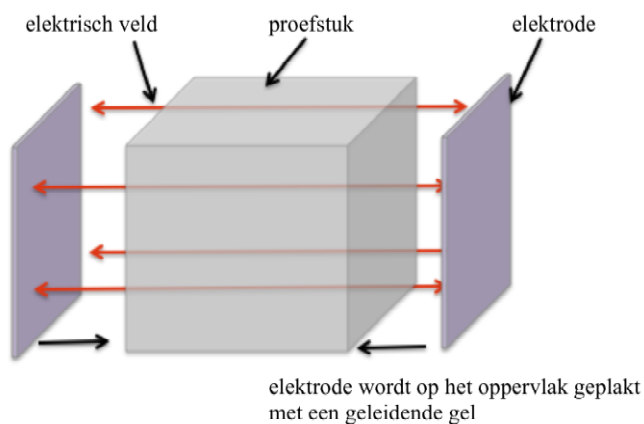 elektrisch veld
proefstuk
elektrode
elektrode wordt op het oppervlak geplakt
met een geleidende gel